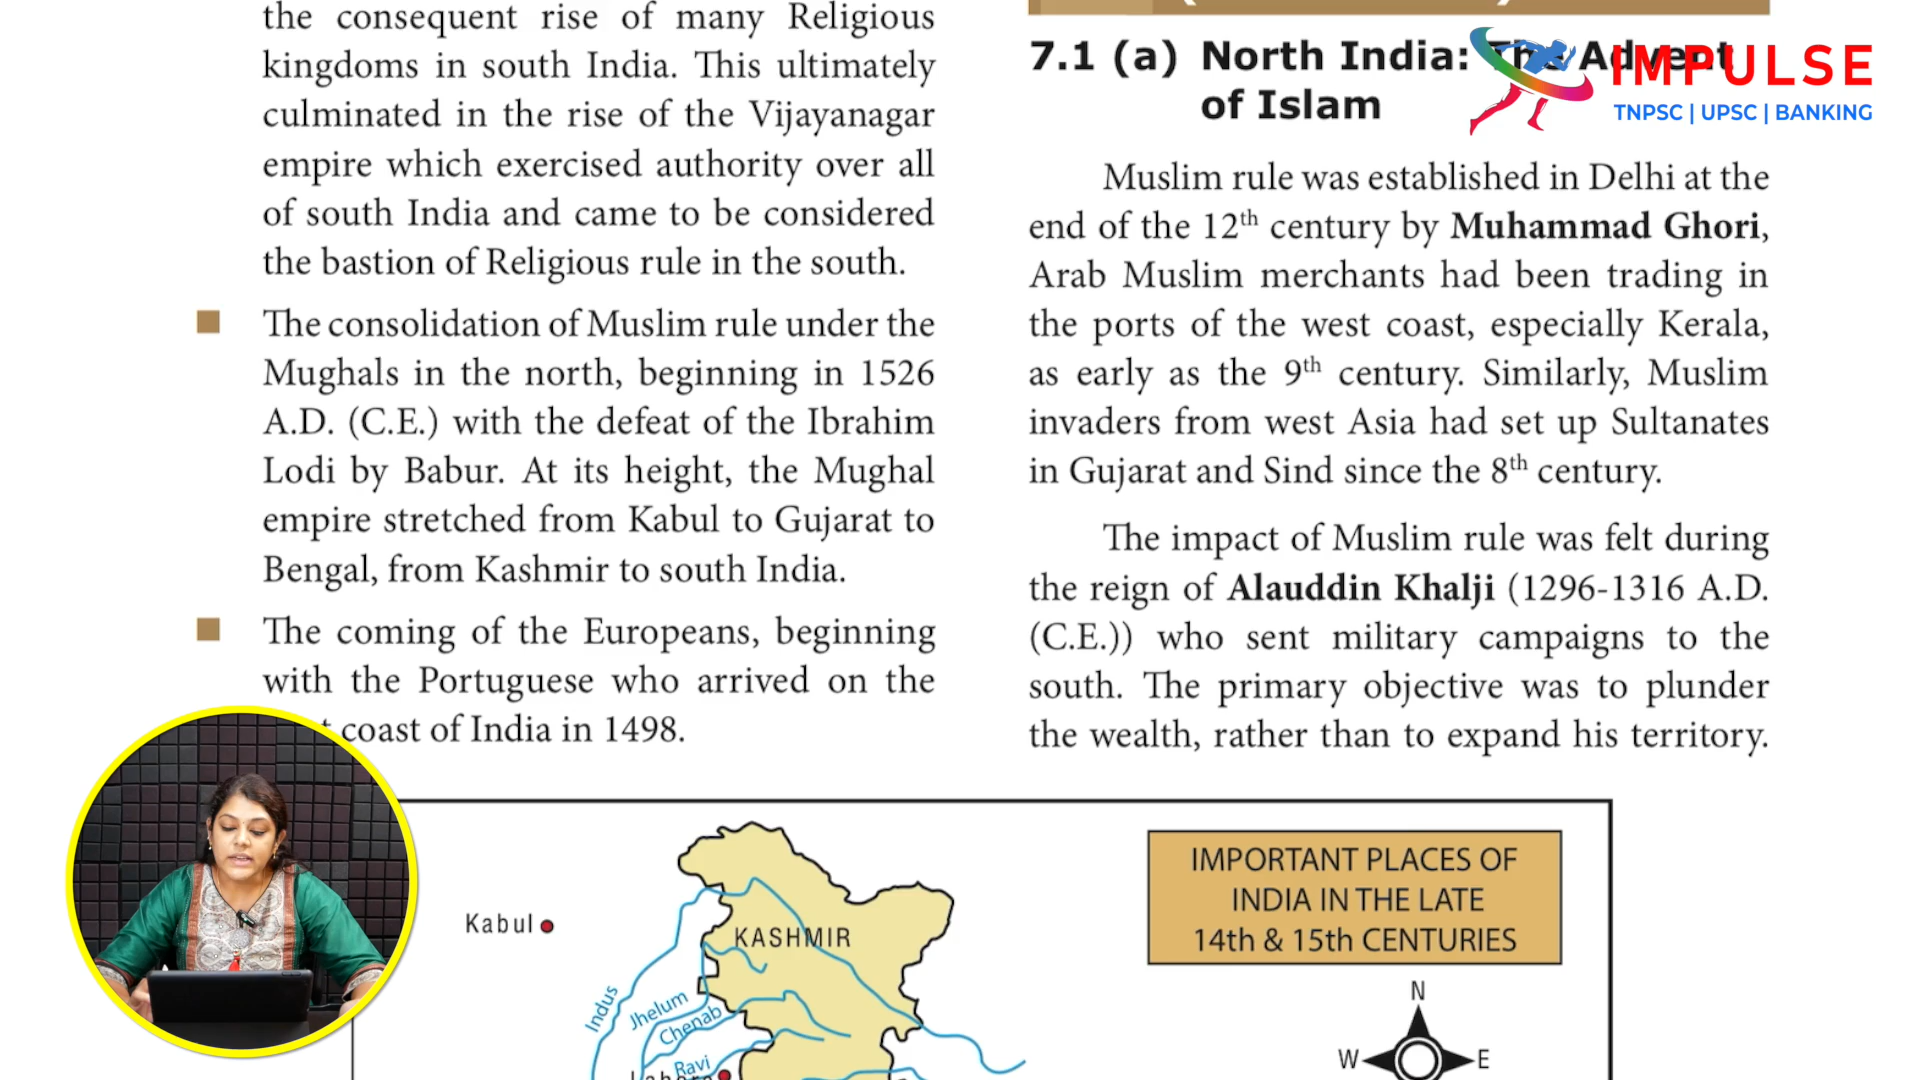 the consequent rise of many Religious
kingdoms in south India. This ultimately
culminated in the rise of the Vijayanagar
empire which exercised authority over all
of south India and came to be considered
the bastion of Religious rule in the south.
The consolidation of Muslim rule under the
Mughals in the north, beginning in 1526
A.D. (C.E.) with the defeat of the Ibrahim
Lodi by Babur. At its height, the Mughal
empire stretched from Kabul to Gujarat to
Bengal, from Kashmir to south India.
The coming of the Europeans, beginning
with the Portuguese who arrived on the
coast of India in 1498.
7.1 (a) North India: The Advent
of Islam
IMPULSE
TNPSC | UPSC | BANKING
Muslim rule was established in Delhi at the
end of the 12th century by Muhammad Ghori,
Arab Muslim merchants had been trading in
the ports of the west coast, especially Kerala,
as early as the 9th century. Similarly, Muslim
invaders from west Asia had set up Sultanates
in Gujarat and Sind since the 8th century.
The impact of Muslim rule was felt during
the reign of Alauddin Khalji (1296-1316 A.D.
(C.E.)) who sent military campaigns to the
south. The primary objective was to plunder
the wealth, rather than to expand his territory.
IMPORTANT PLACES OF
INDIA IN THE LATE
14th & 15th CENTURIES
Kabul
KASHMIR
Indus
Jhelum
Chenab
Ravi
N
W
E